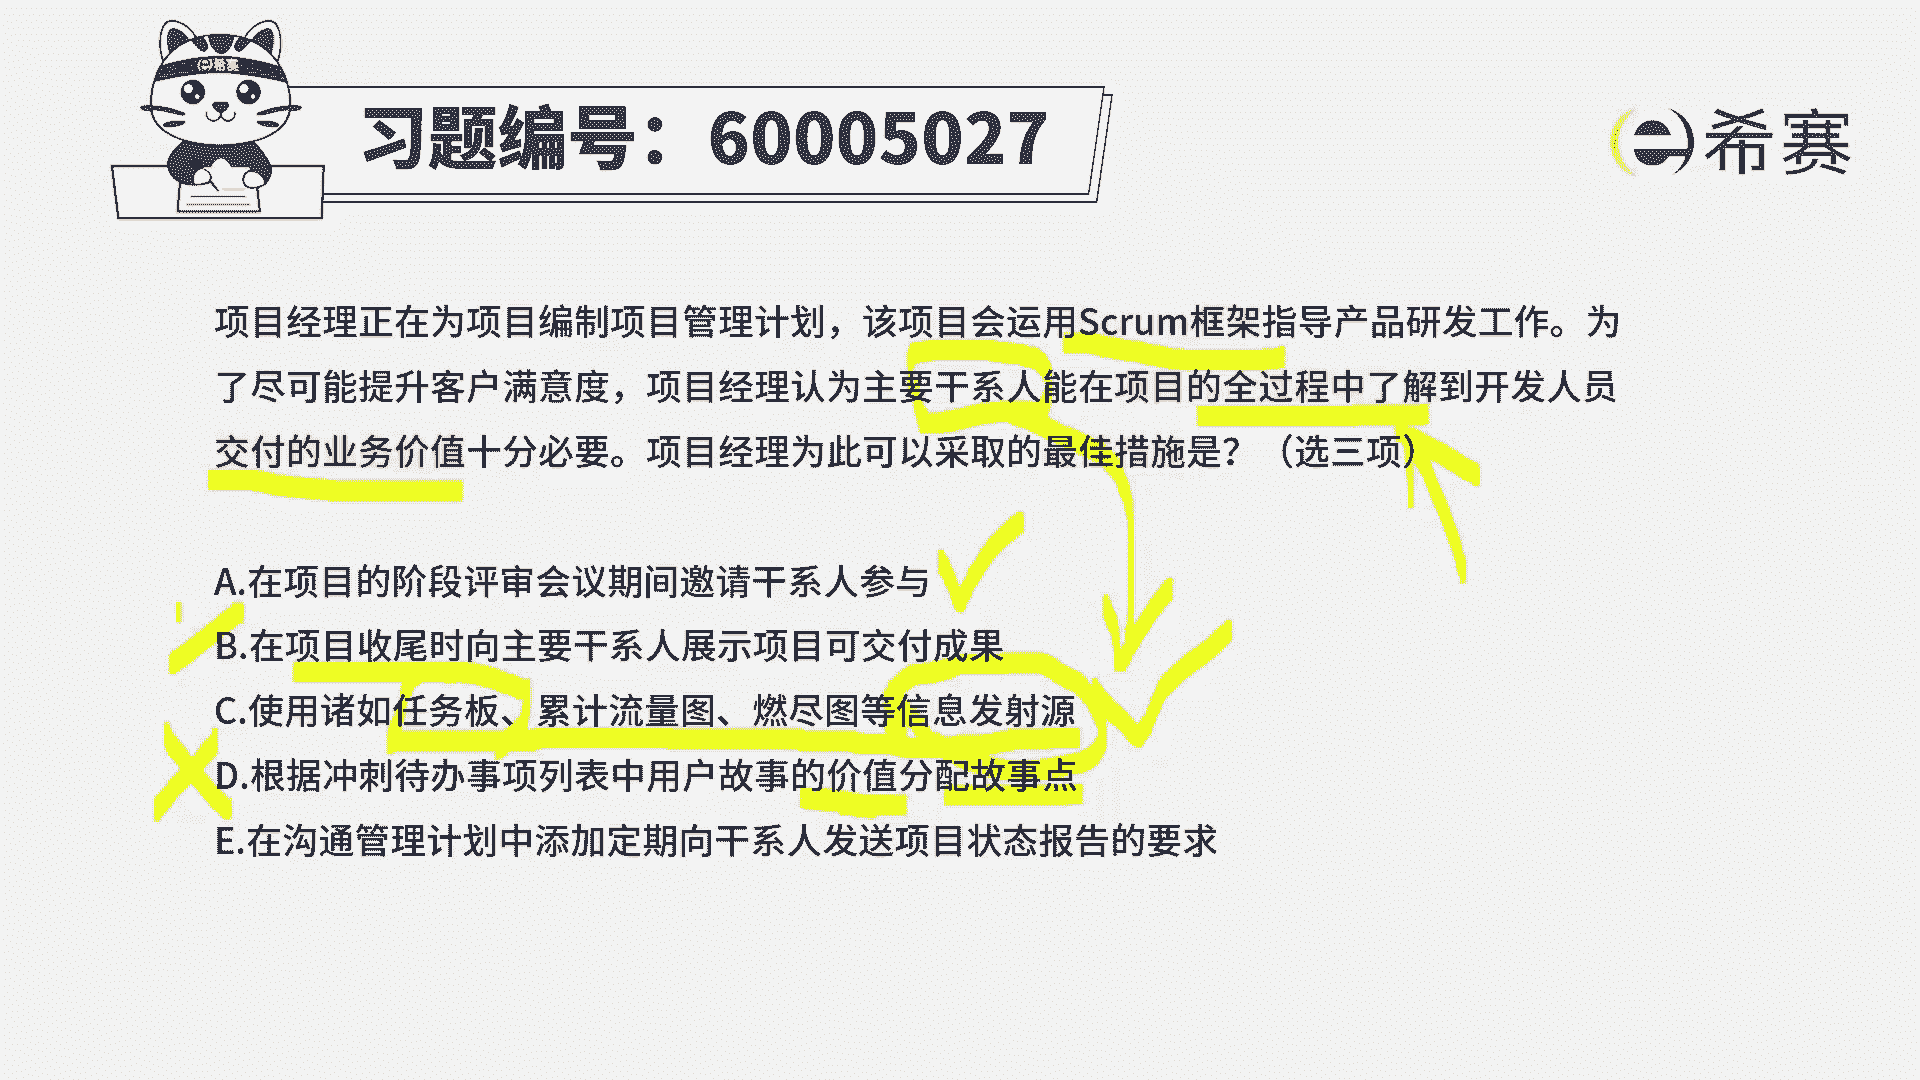 希赛
习题编号：60005027
希赛
项目经理正在为项目编制项目管理计划，该项目会运用Scrum框架指导产品研发工作。为
了尽可能提升客户满意度，项目经理认为主要干系人能在项目的全过程中了解到开发人员
交付的业务价值十分必要。项目经理为此可以采取的最佳措施是？（选三项）
A.在项目的阶段评审会议期间邀请干系人参与
B.在项目收尾时向主要干系人展示项目可交付成果
C.使用诸如任务板、累计流量图、燃尽图等信息发射源
D.根据冲刺待办事项列表中用户故事的价值分配故事点
E.在沟通管理计划中添加定期向干系人发送项目状态报告的要求